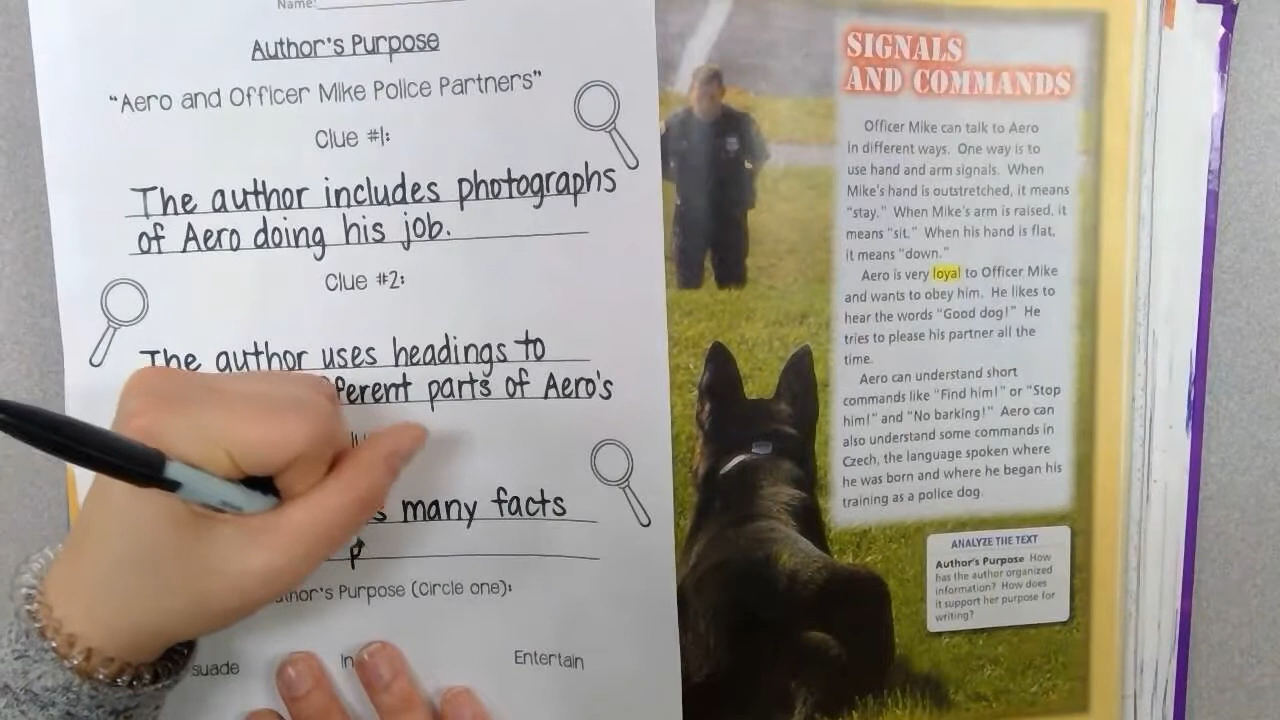 Name:
Author's Purpose
"Aero and Officer Mike Police Partners"
Clue #1:
The author includes photographs
of Aero doing his job.
Clue #2:
The author uses headings to
parts of Aero's
many facts
p
Purpose (Circle one):
suade
In
Entertain
SIGNALS
AND COMMANDS
Officer Mike can talk to Aero
in different ways. One way is to
use hand and arm signals. When
Mike's hand is outstretched, it means
"stay." When Mike's arm is raised, it
means "sit." When his hand is flat,
it means "down."
Aero is very loyal to Officer Mike
and wants to obey him. He likes to
hear the words "Good dog!" He
tries to please his partner all the
time.
Aero can understand short
commands like "Find him!" or "Stop
him!" and "No barking!" Aero can
also understand some commands in
Czech, the language spoken where
he was born and where he began his
training as a police dog.
ANALYZE THE TEXT
Author's Purpose How
has the author organized
information? How does
it support her purpose for
writing?